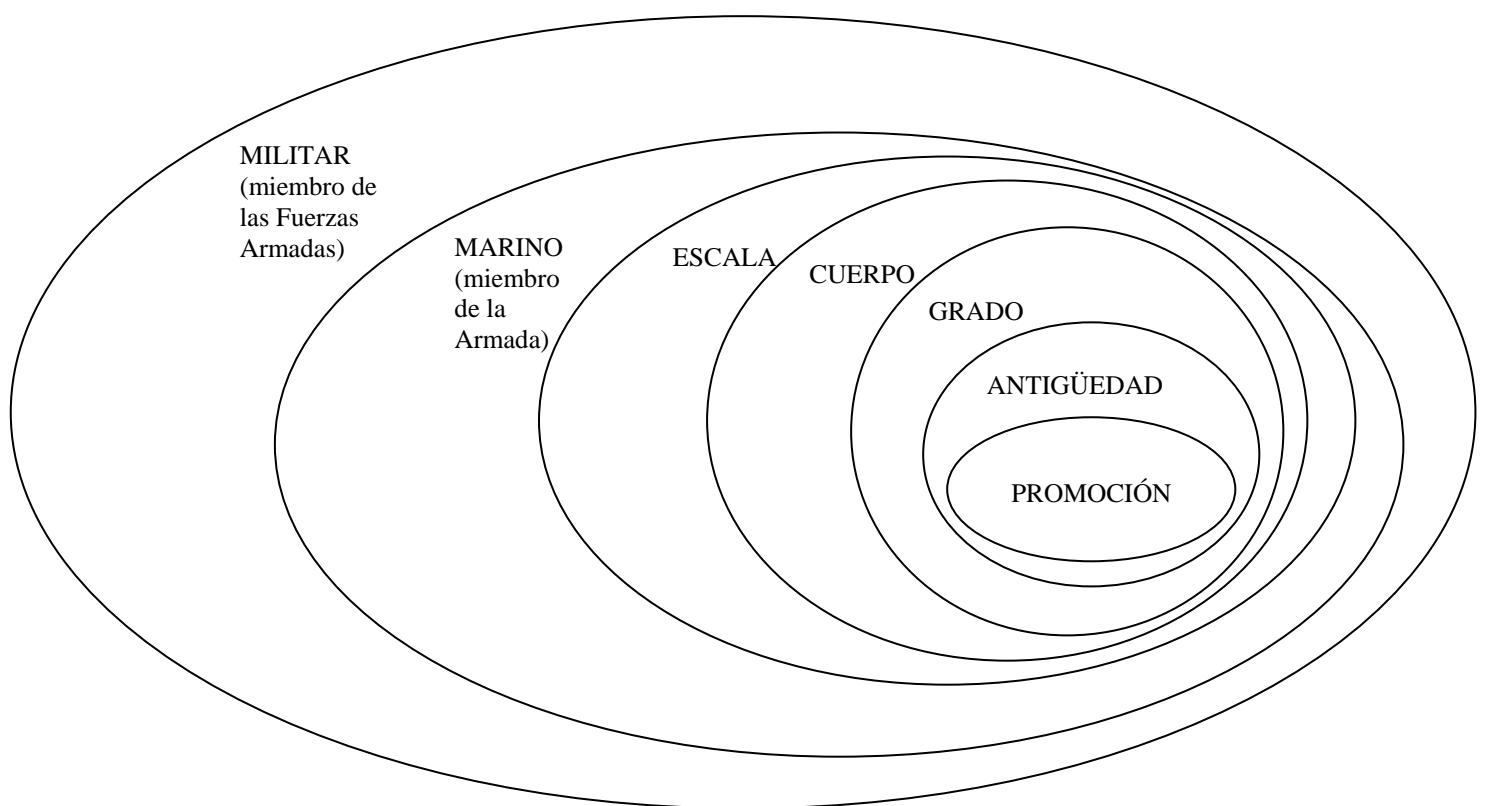 MILITAR
(miembro de
las Fuerzas
Armadas)
MARINO
(miembro
de la
Armada)
ESCALA
CUERPO
GRADO
ANTIGÜEDAD
PROMOCIÓN